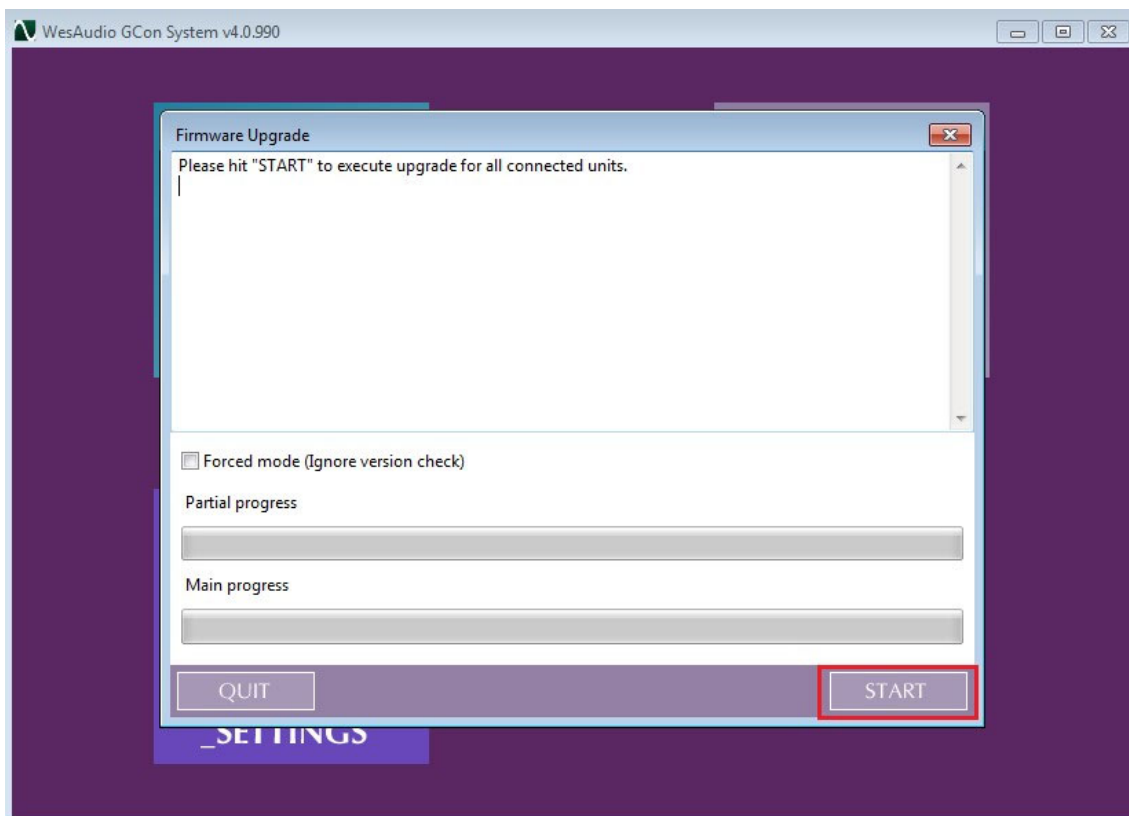 WesAudio GCon System v4.0.990
Firmware Upgrade
Please hit "START" to execute upgrade for all connected units.
Forced mode (Ignore version check)
Partial progress
Main progress
QUIT
START
_SETTINGS